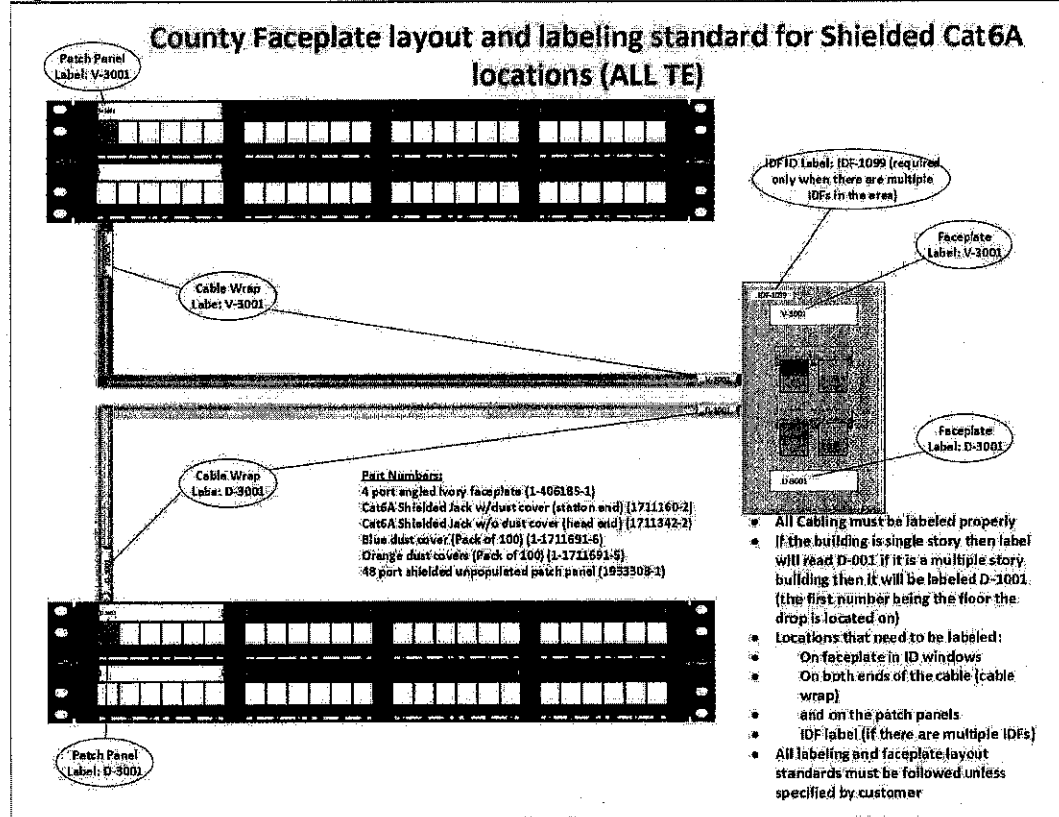 County Faceplate layout and labeling standard for Shielded Cat6A
locations (ALL TE)
Patch Panel
Label: V-3001
IDF ID Label: IDF-1099 (required
only when there are multiple
IDFs in the area)
Faceplate
Label: V-3001
Cable Wrap
Label: V-3001
IDF-1099
V-3001
V-3001
D-3001
Faceplate
Label: D-3001
D-3001
Cable Wrap
Label: D-3001
Part Numbers:
4 port angled Ivory faceplate (1-406185-1)
Cat6A Shielded Jack w/dust cover (station end) (1711160-2)
Cat6A Shielded Jack w/o dust cover (head end) (1711342-2)
Blue dust cover (Pack of 100) (1-1711691-6)
Orange dust covers (Pack of 100) (1-1711691-5)
48 port shielded unpopulated patch panel (1933308-1)
• All Cabling must be labeled properly
• If the building is single story then label
will read D-001 if it is a multiple story
building then it will be labeled D-1001
(the first number being the floor the
drop is located on)
• Locations that need to be labeled:
• On faceplate in ID windows
• On both ends of the cable (cable
wrap)
• and on the patch panels
• IDF label (if there are multiple IDFs)
• All labeling and faceplate layout
standards must be followed unless
specified by customer
Patch Panel
Label: D-3001